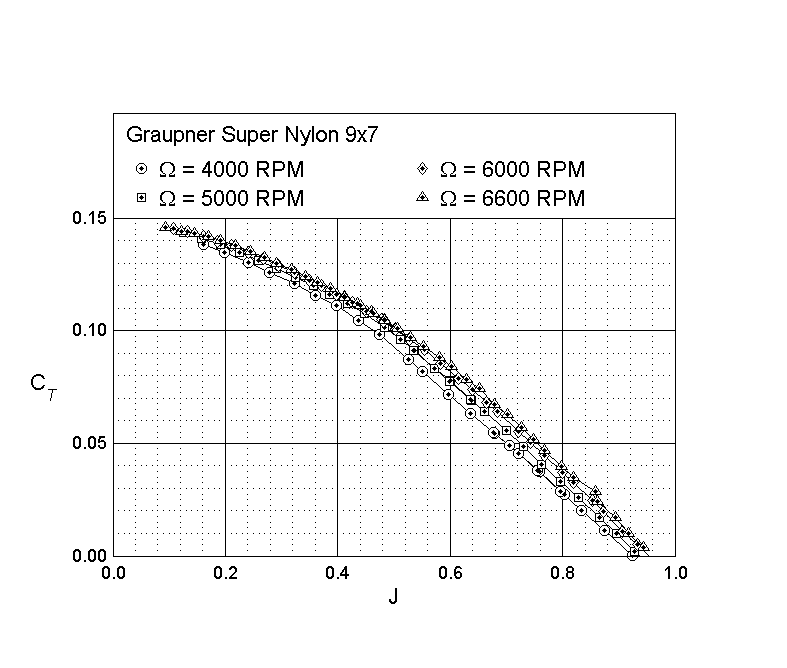 Graupner Super Nylon 9x7
Ω = 4000 RPM
Ω = 6000 RPM
Ω = 5000 RPM
Ω = 6600 RPM
0.15
0.10
C_T
0.05
0.00
0.0 0.2 0.4 0.6 0.8 1.0
J